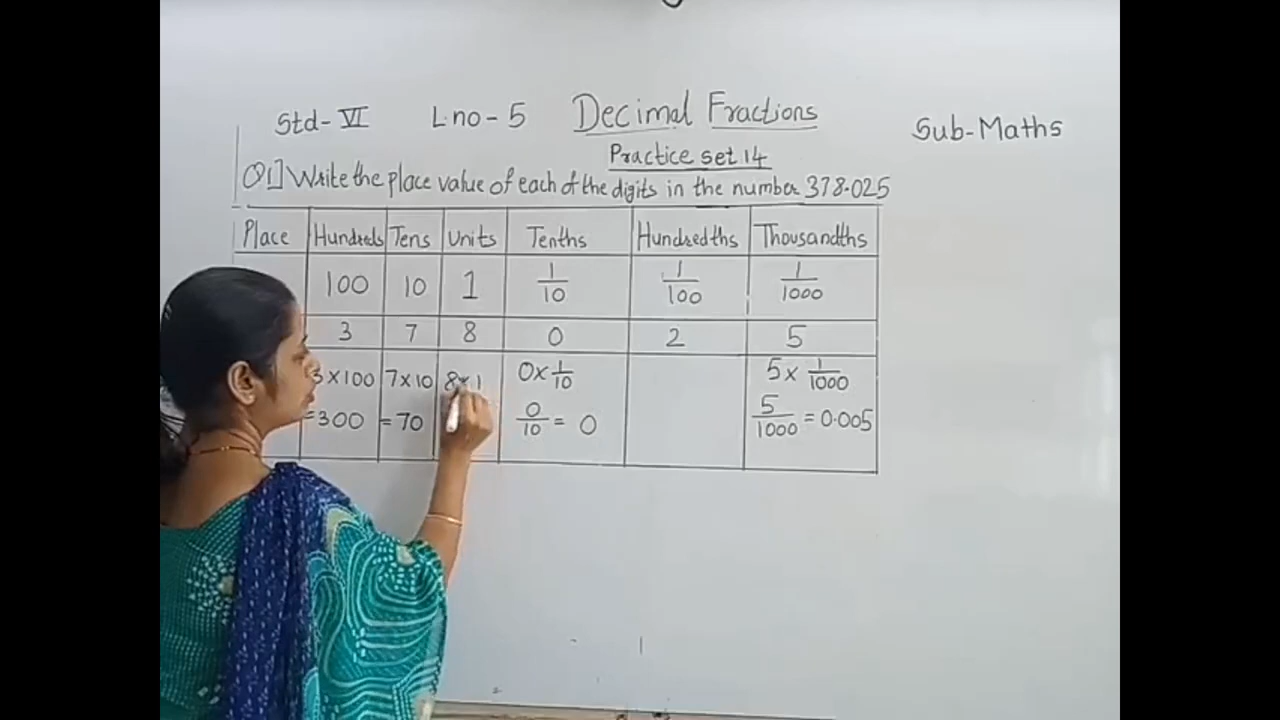 Std-VI L.no-5 Decimal Fractions Sub-Maths
Practice set 14
Q1] Write the place value of each of the digits in the number 378.025
Place Hundreds Tens Units Tenths Hundredths Thousandths
100 10 1 1/10 1/100 1/1000
3 7 8 0 2 5
3×100 7×10 8×1 0×1/10 5×1/1000
=300 =70 0/10=0 5/1000=0.005